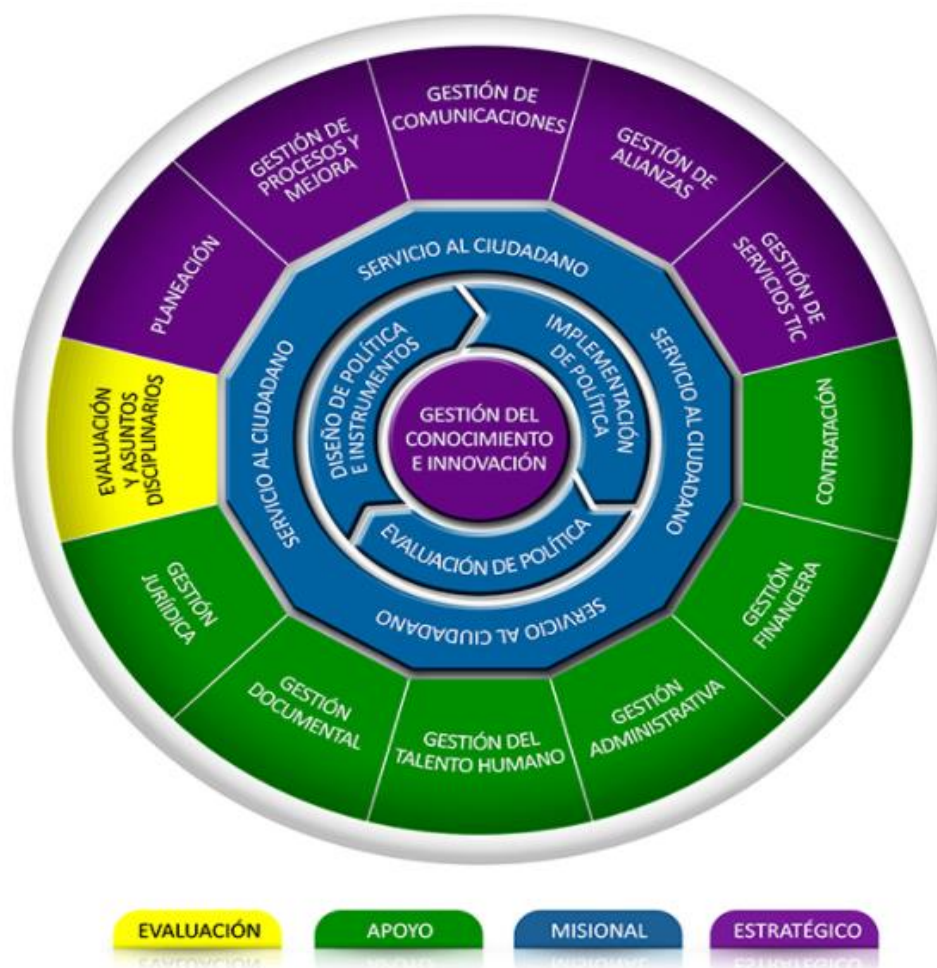 GESTIÓN DE
COMUNICACIONES
GESTIÓN DE
ALIANZAS
GESTIÓN DE
SERVICIOS TIC
CONTRATACIÓN
GESTIÓN
FINANCIERA
GESTIÓN
ADMINISTRATIVA
GESTIÓN DEL
TALENTO HUMANO
GESTIÓN
DOCUMENTAL
GESTIÓN
JURÍIDICA
EVALUACIÓN
Y ASUNTOS
DISCIPLINARIOS
PLANEACIÓN
GESTIÓN DE
PROCESOS Y
MEJORA
SERVICIO AL CIUDADANO
SERVICIO AL CIUDADANO
SERVICIO AL CIUDADANO
SERVICIO AL CIUDADANO
DISEÑO DE POLÍTICA
E INSTRUMENTOS
IMPLEMENTACIÓN
DE POLÍTICA
EVALUACIÓN DE POLÍTICA
GESTIÓN DEL
CONOCIMIENTO
E INNOVACIÓN
EVALUACIÓN
APOYO
MISIONAL
ESTRATÉGICO